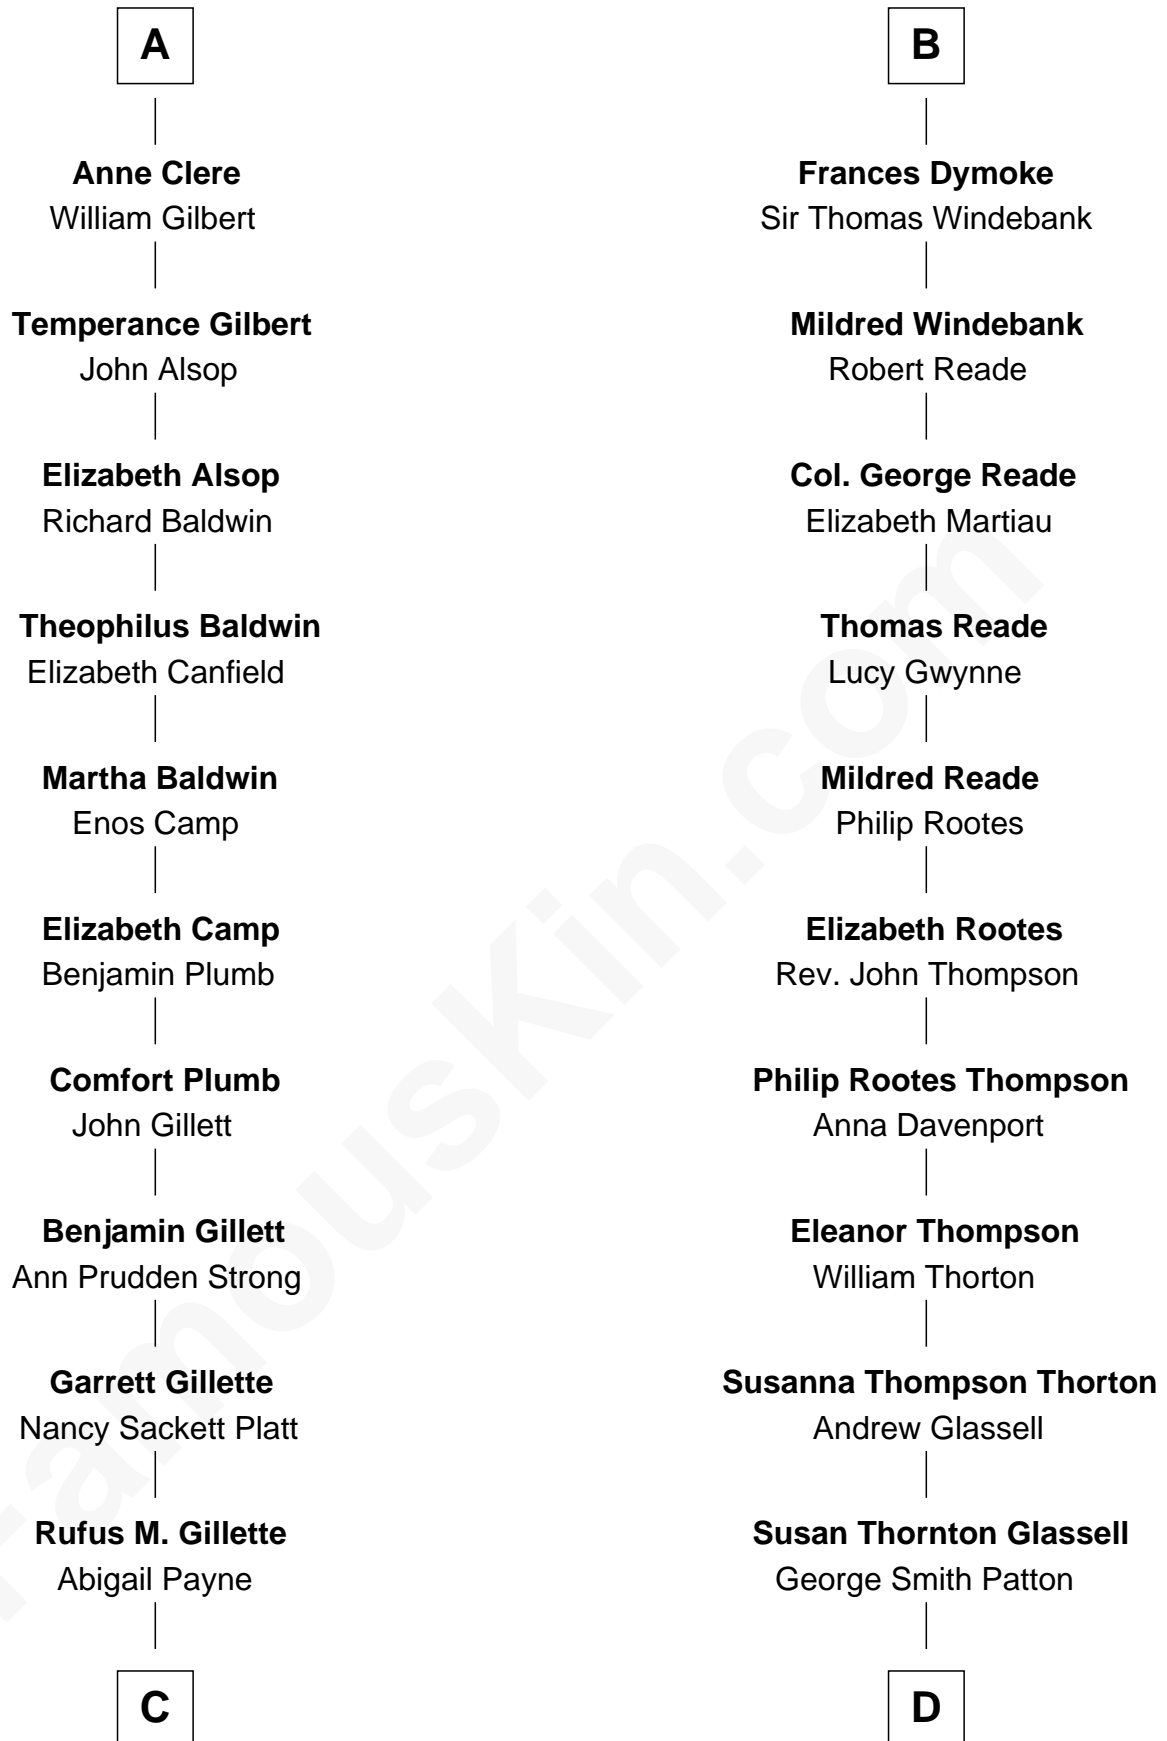 A
Anne Clere
William Gilbert
Temperance Gilbert
John Alsop
Elizabeth Alsop
Richard Baldwin
Theophilus Baldwin
Elizabeth Canfield
Martha Baldwin
Enos Camp
Elizabeth Camp
Benjamin Plumb
Comfort Plumb
John Gillett
Benjamin Gillett
Ann Prudden Strong
Garrett Gillette
Nancy Sackett Platt
Rufus M. Gillette
Abigail Payne
C
B
Frances Dymoke
Sir Thomas Windebank
Mildred Windebank
Robert Reade
Col. George Reade
Elizabeth Martiau
Thomas Reade
Lucy Gwynne
Mildred Reade
Philip Rootes
Elizabeth Rootes
Rev. John Thompson
Philip Rootes Thompson
Anna Davenport
Eleanor Thompson
William Thorton
Susanna Thompson Thorton
Andrew Glassell
Susan Thornton Glassell
George Smith Patton
D
FamousKin.com